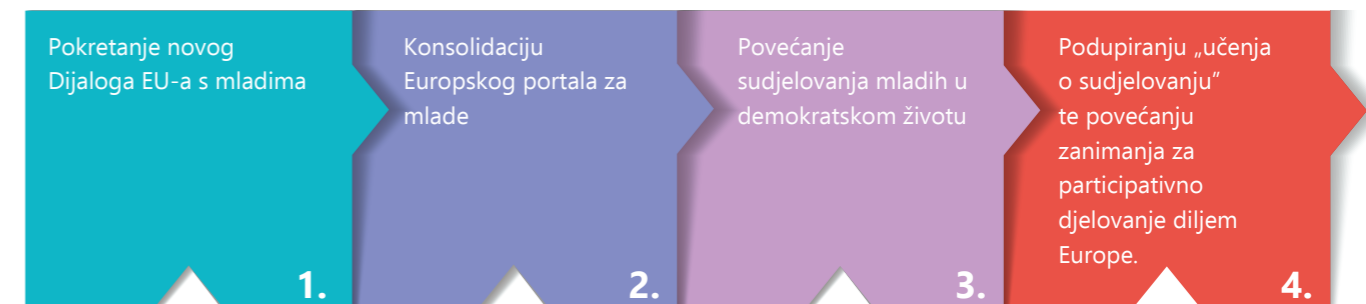 Pokretanje novog
Dijaloga EU-a s mladima
1.
Konsolidaciju
Europskog portala za
mlade
2.
Povećanje
sudjelovanja mladih u
demokratskom životu
3.
Podupiranju „učenja
o sudjelovanju”
te povećanju
zanimanja za
participativno
djelovanje diljem
Europe.
4.